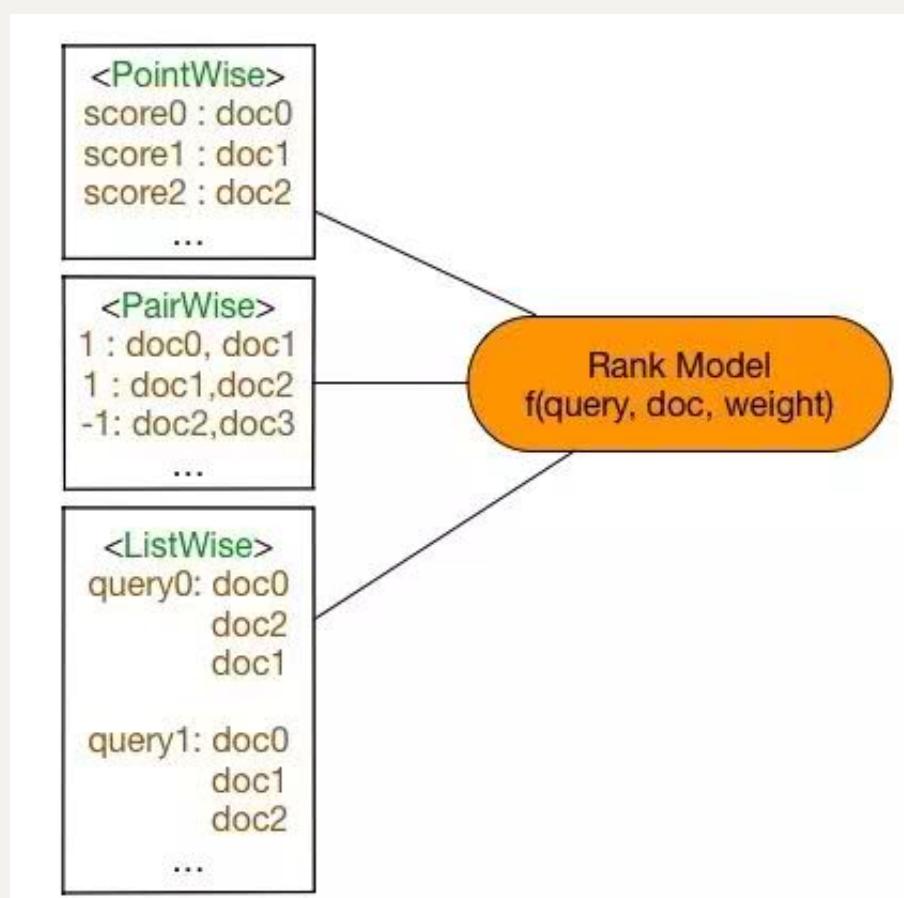 <PointWise>
score0 : doc0
score1 : doc1
score2 : doc2
...
<PairWise>
1 : doc0, doc1
1 : doc1,doc2
-1: doc2,doc3
...
<ListWise>
query0: doc0
doc2
doc1
query1: doc0
doc1
doc2
...
Rank Model
f(query, doc, weight)